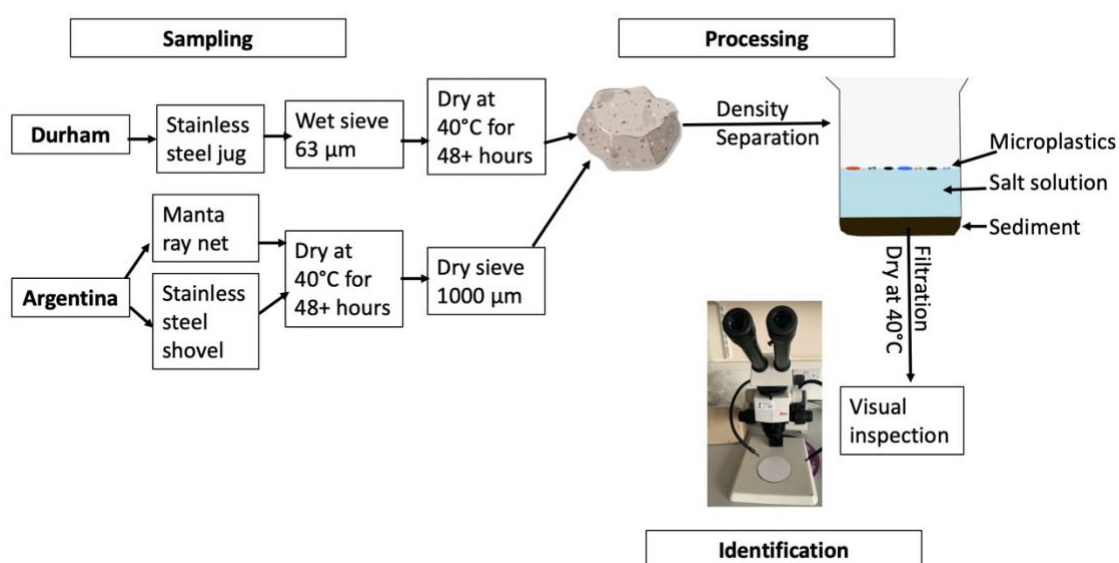 Sampling
Processing
Durham
Stainless
steel jug
Wet sieve
63 µm
Dry at
40°C for
48+ hours
Density
Separation
Microplastics
Salt solution
Sediment
Argentina
Manta
ray net
Stainless
steel
shovel
Dry at
40°C for
48+ hours
Dry sieve
1000 µm
Filtration
Dry at 40°C
Visual
inspection
Identification